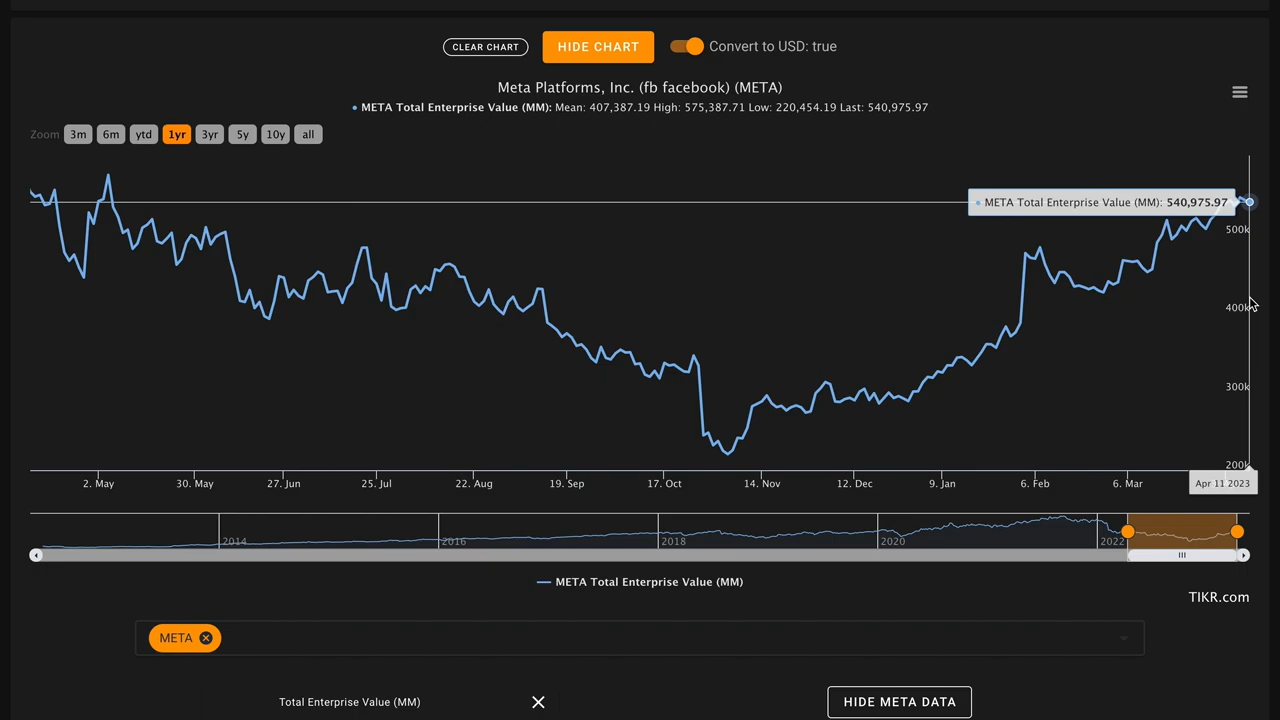 CLEAR CHART
HIDE CHART
Convert to USD: true
Meta Platforms, Inc. (fb facebook) (META)
META Total Enterprise Value (MM): Mean: 407,387.19 High: 575,387.71 Low: 220,454.19 Last: 540,975.97
Zoom 3m 6m ytd 1yr 3yr 5y 10y all
META Total Enterprise Value (MM): 540,975.97
500k
400k
300k
200k
2. May 30. May 27. Jun 25. Jul 22. Aug 19. Sep 17. Oct 14. Nov 12. Dec 9. Jan 6. Feb 6. Mar Apr 11 2023
2014 2016 2018 2020 2022
META Total Enterprise Value (MM)
TIKR.com
META
Total Enterprise Value (MM)
HIDE META DATA